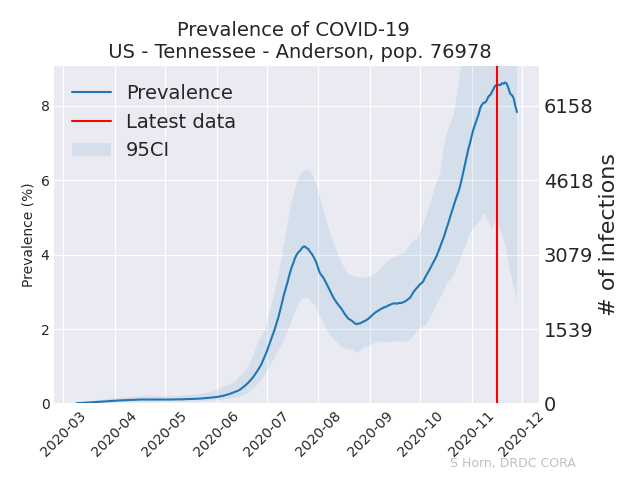 Prevalence of COVID-19
US - Tennessee - Anderson, pop. 76978
Prevalence
Latest data
95CI
Prevalence (%)
8
6
4
2
0
6158
4618
3079
1539
0
# of infections
2020-03
2020-04
2020-05
2020-06
2020-07
2020-08
2020-09
2020-10
2020-11
2020-12
S Horn, DRDC CORA